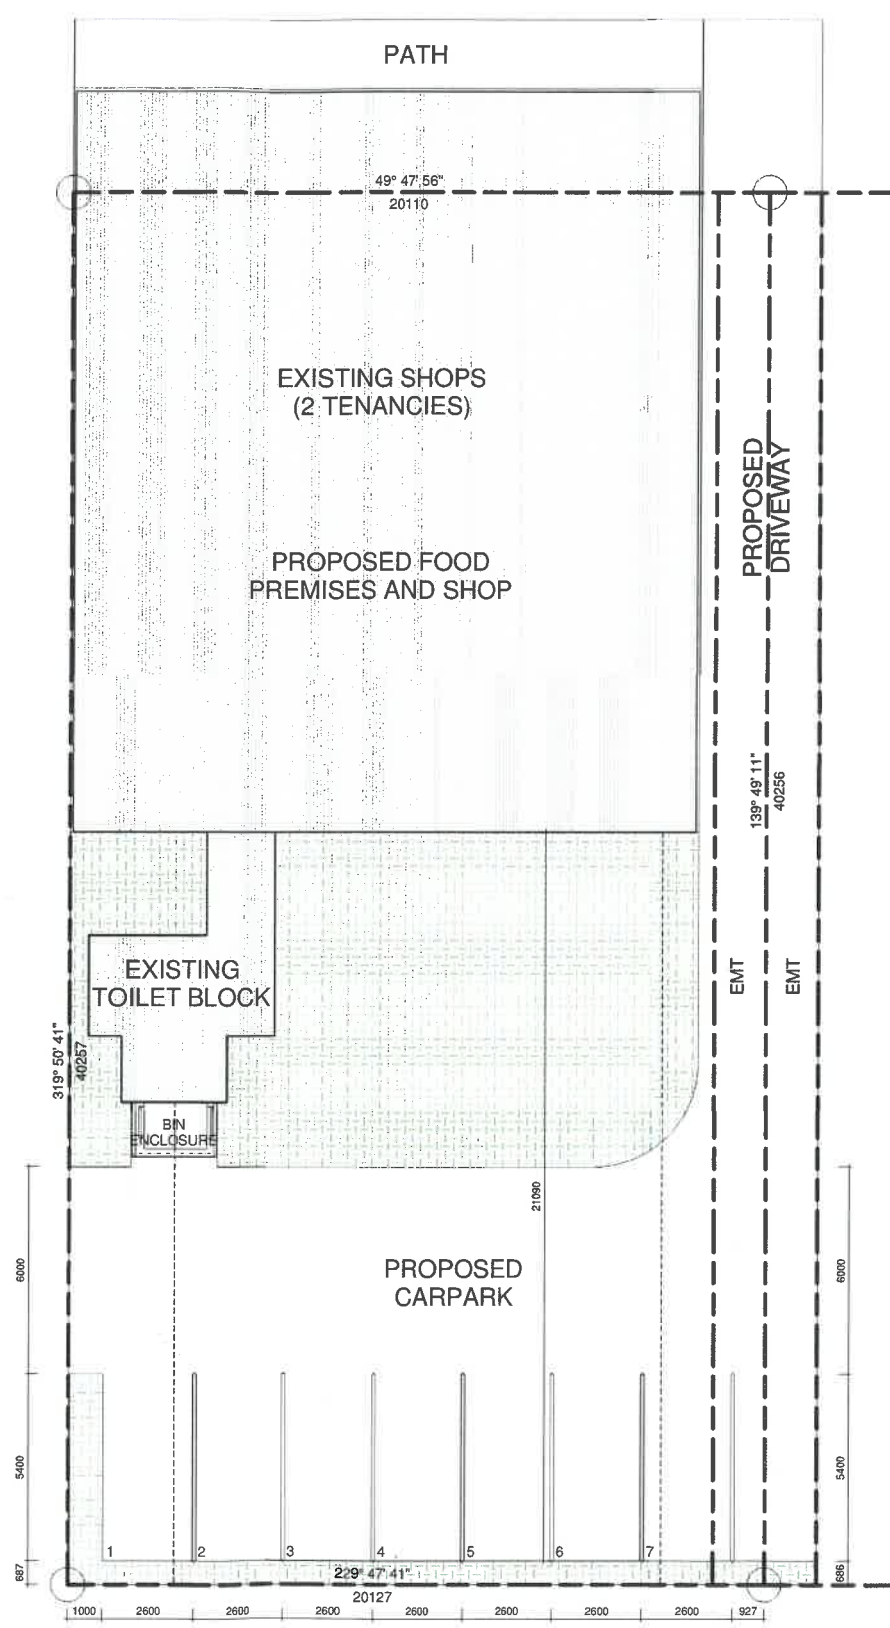 PATH
49° 47' 56"
20110
EXISTING SHOPS
(2 TENANCIES)
PROPOSED FOOD
PREMISES AND SHOP
PROPOSED
DRIVEWAY
139° 49' 11"
40256
EXISTING
TOILET BLOCK
EMT
EMT
319° 50' 41"
40257
BIN
ENCLOSURE
21090
6000
PROPOSED
CARPARK
6000
5400
5400
1
2
3
4
5
6
7
687
229° 47' 41"
686
20127
1000
2600
2600
2600
2600
2600
2600
2600
927